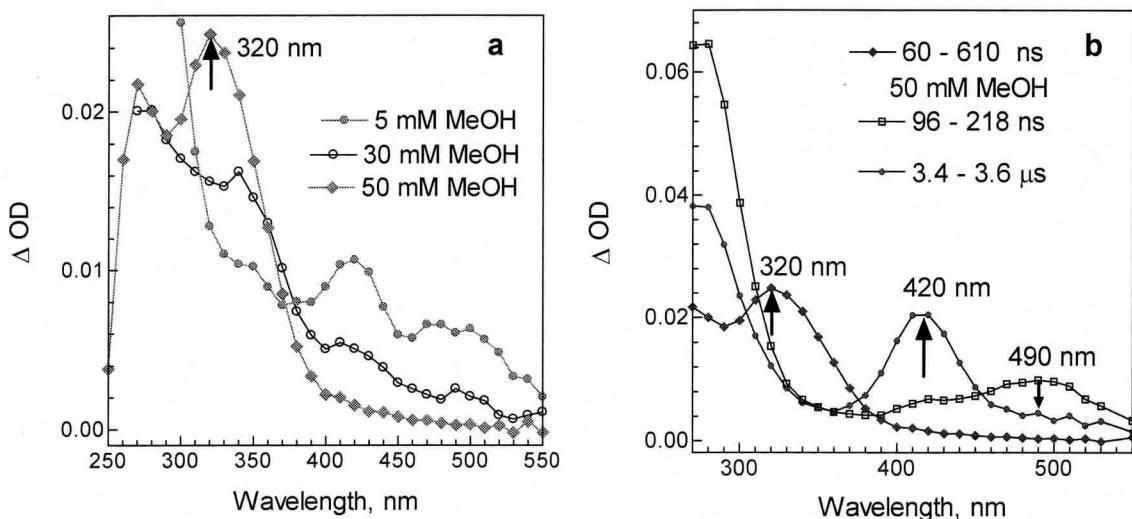 a
320 nm
5 mM MeOH
30 mM MeOH
50 mM MeOH
0.02
0.01
0.00
Δ OD
250 300 350 400 450 500 550
Wavelength, nm
b
60 - 610 ns
50 mM MeOH
96 - 218 ns
3.4 - 3.6 μs
320 nm
420 nm
490 nm
0.06
0.04
0.02
0.00
Δ OD
300 400 500
Wavelength, nm